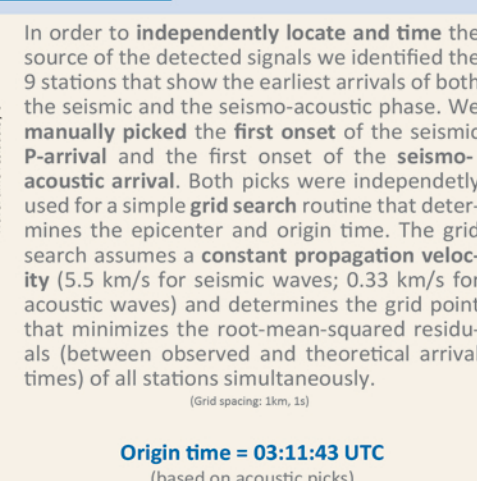 In order to independently locate and time the
source of the detected signals we identified the
9 stations that show the earliest arrivals of both
the seismic and the seismo-acoustic phase. We
manually picked the first onset of the seismic
P-arrival and the first onset of the seismo-
acoustic arrival. Both picks were independetly
used for a simple grid search routine that deter-
mines the epicenter and origin time. The grid
search assumes a constant propagation veloc-
ity (5.5 km/s for seismic waves; 0.33 km/s for
acoustic waves) and determines the grid point
that minimizes the root-mean-squared residu-
als (between observed and theoretical arrival
times) of all stations simultaneously.
(Grid spacing: 1km, 1s)
Origin time = 03:11:43 UTC
(based on acoustic picks)